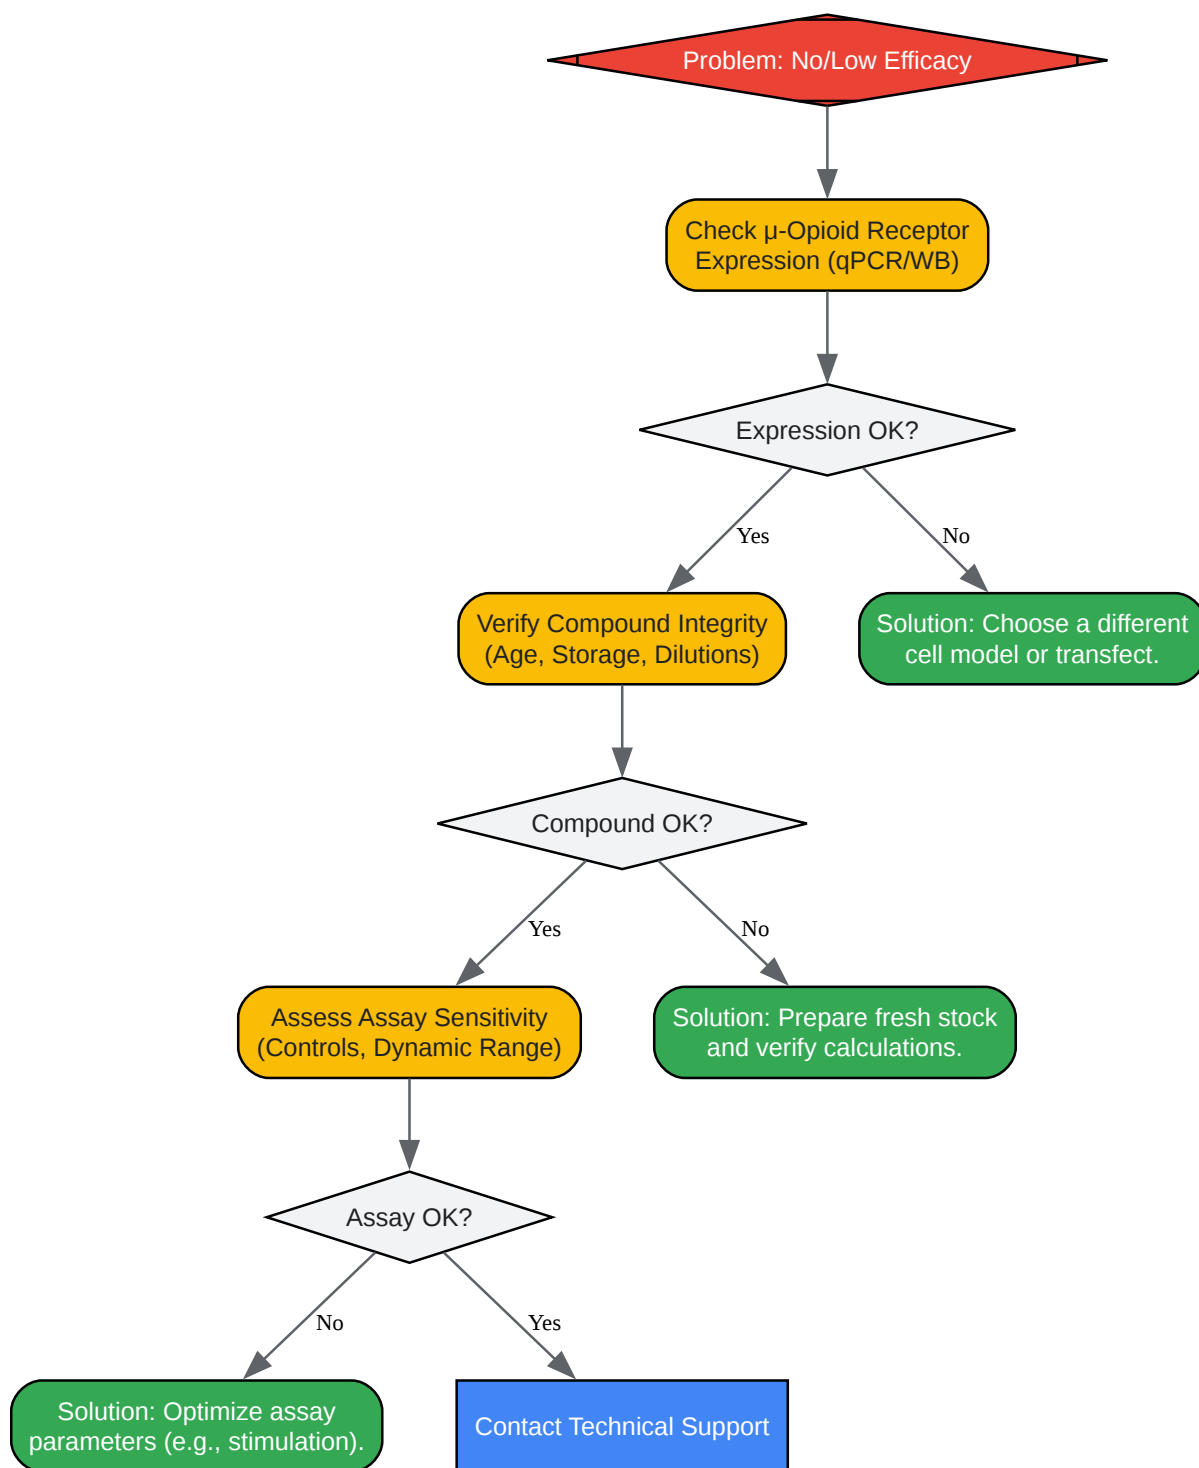 Problem: No/Low Efficacy
Check μ-Opioid Receptor
Expression (qPCR/WB)
Expression OK?
Yes
No
Verify Compound Integrity
(Age, Storage, Dilutions)
Solution: Choose a different
cell model or transfect.
Compound OK?
Yes
No
Assess Assay Sensitivity
(Controls, Dynamic Range)
Solution: Prepare fresh stock
and verify calculations.
Assay OK?
No
Yes
Solution: Optimize assay
parameters (e.g., stimulation).
Contact Technical Support